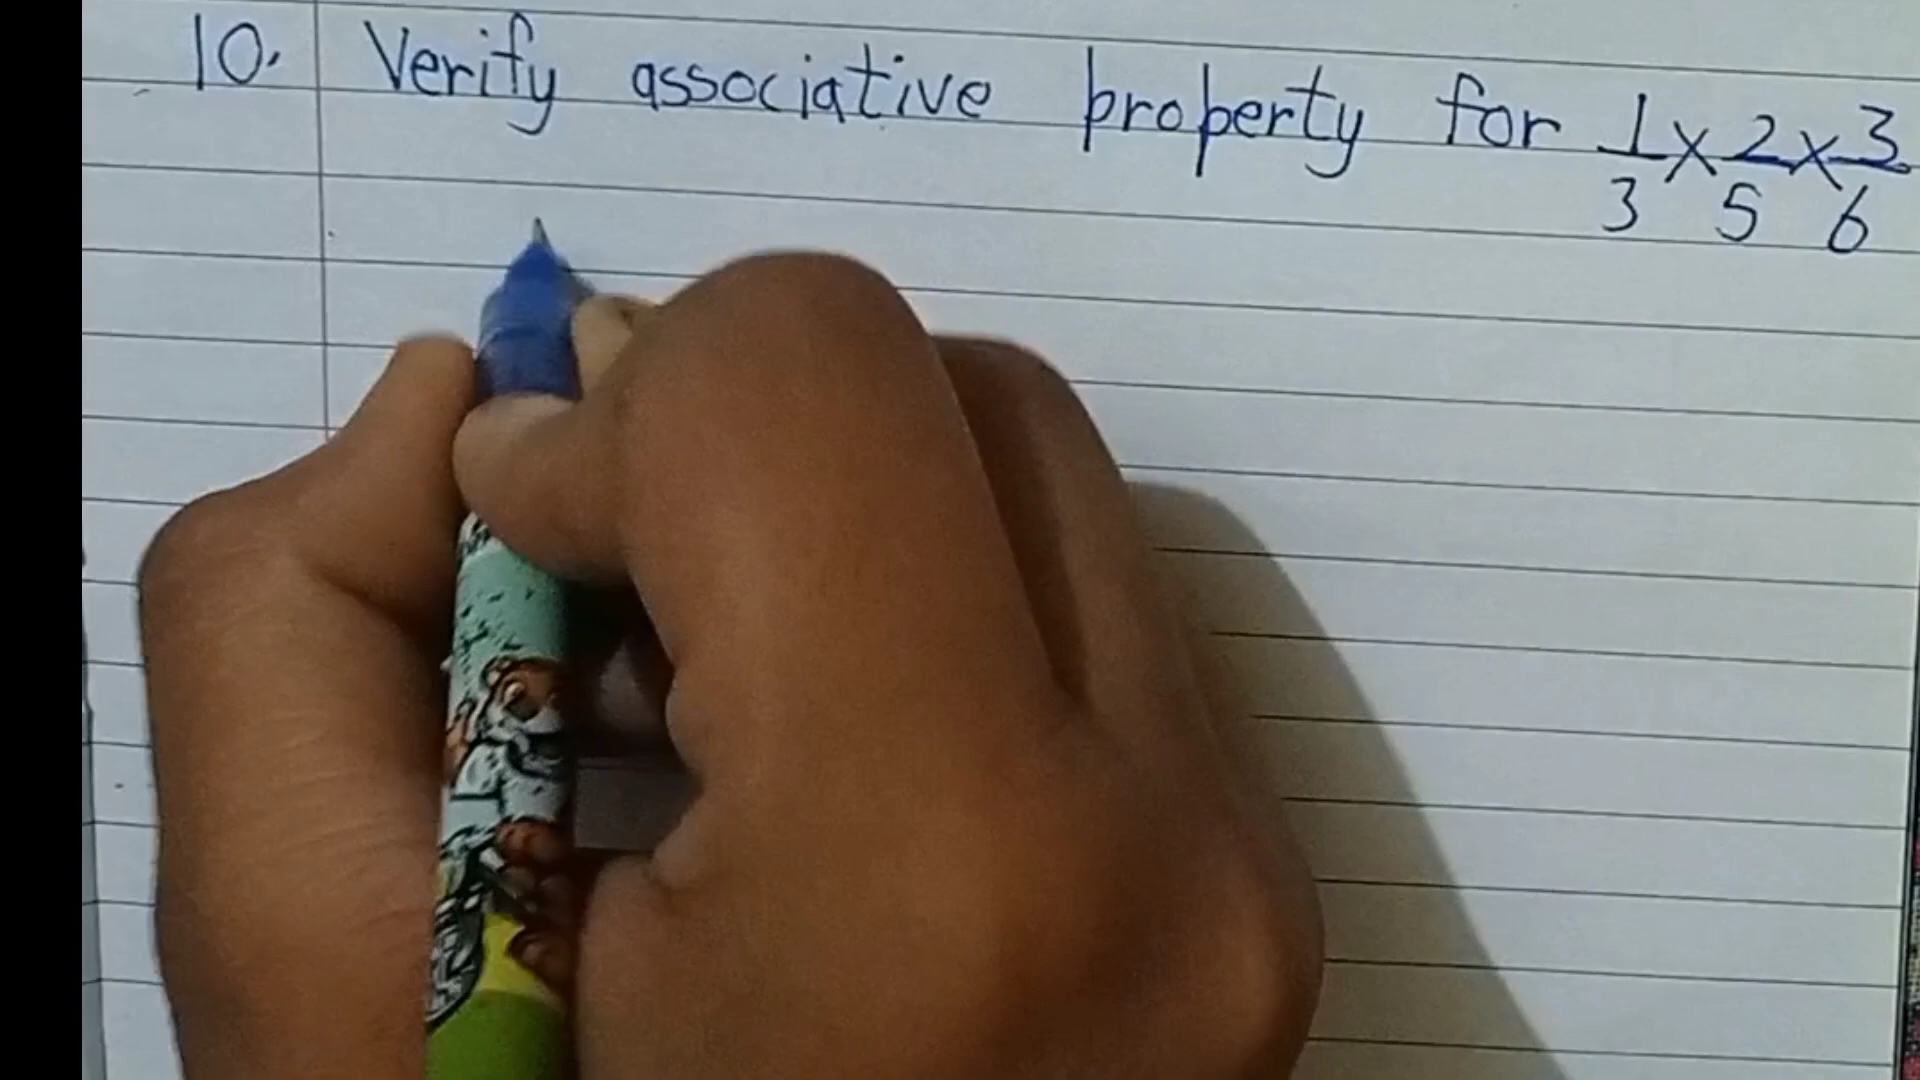 10. Verify associative property for 1/3 × 2/5 × 3/6